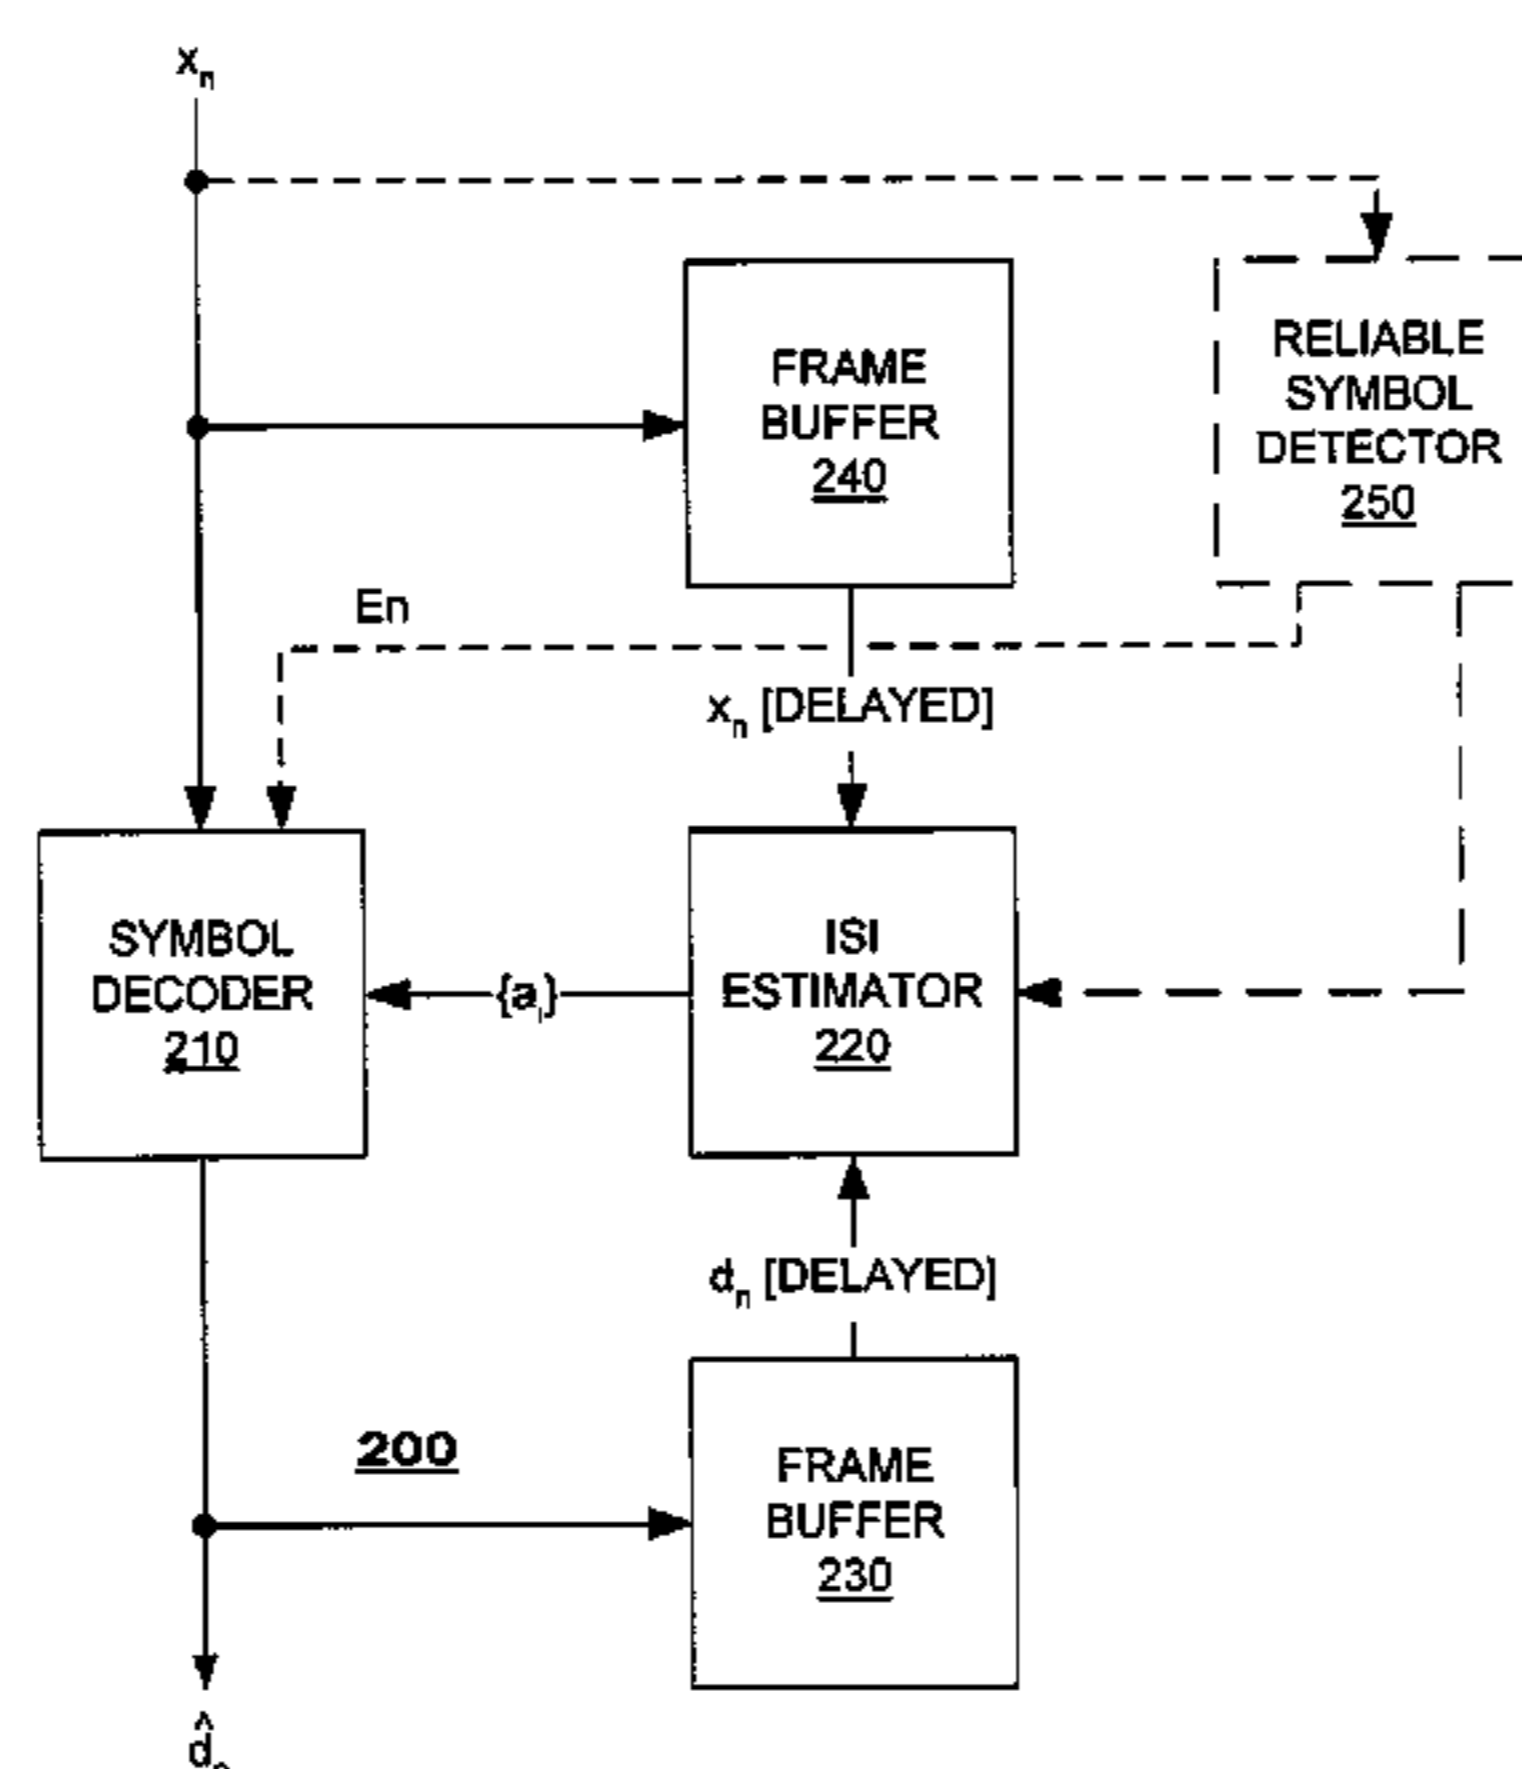 xn
FRAME
BUFFER
240
RELIABLE
SYMBOL
DETECTOR
250
En
xn [DELAYED]
SYMBOL
DECODER
210
{ai}
ISI
ESTIMATOR
220
dn [DELAYED]
200
FRAME
BUFFER
230
d̂n